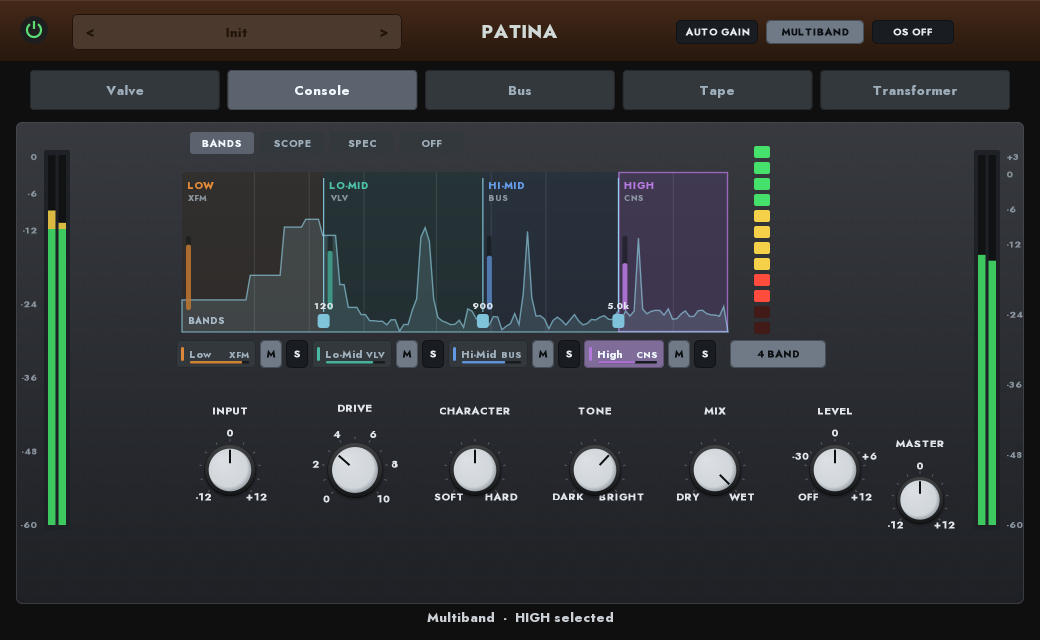 < Init > PATINA AUTO GAIN MULTIBAND OS OFF
Valve Console Bus Tape Transformer
BANDS SCOPE SPEC OFF
0 +3
0
-6 -6
-12 -12
-24 -24
-36 -36
-48 -48
-60 -60
LOW LO-MID HI-MID HIGH
XFM VLV BUS CNS
120 900 5.0k
BANDS
Low XFM M S Lo-Mid VLV M S Hi-Mid BUS M S High CNS M S 4 BAND
INPUT DRIVE CHARACTER TONE MIX LEVEL
0 4 6 0
MASTER
2 8 -30 +6
0
-12 +12 0 10 SOFT HARD DARK BRIGHT DRY WET OFF +12
-12 +12
Multiband - HIGH selected